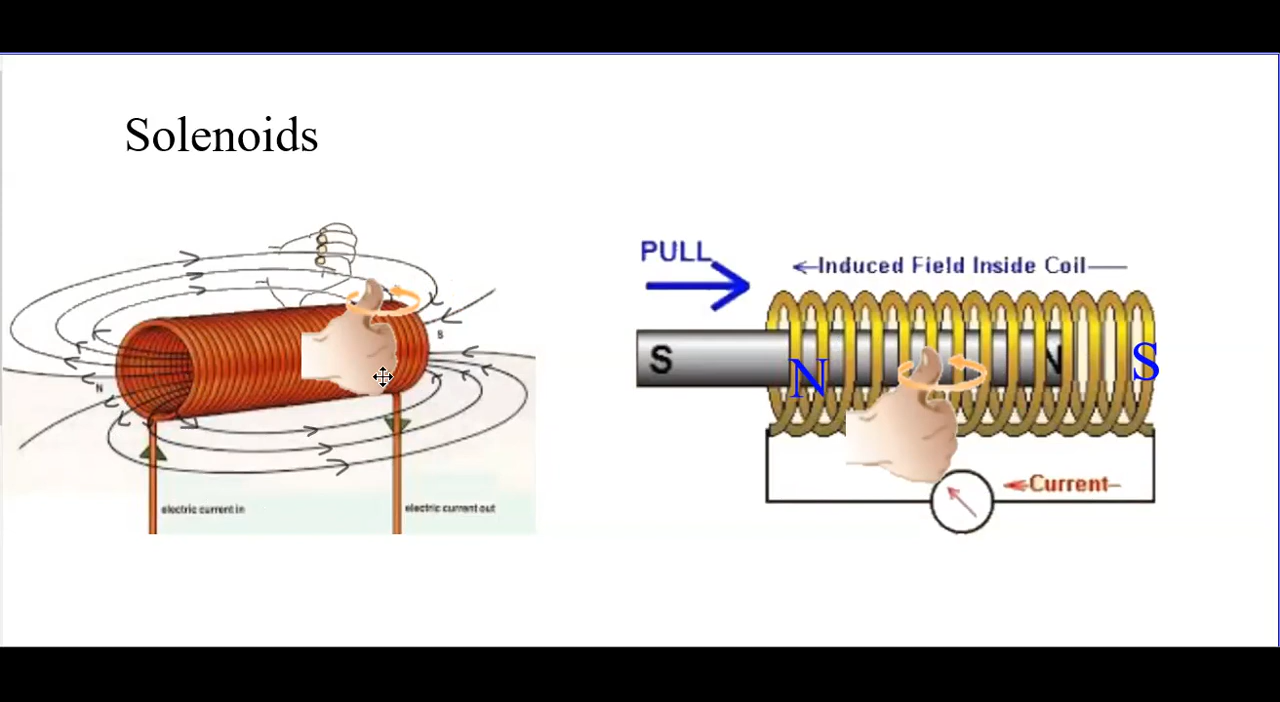 Solenoids
N
S
electric current in
electric current out
PULL
←Induced Field Inside Coil—
S
N
N
S
←Current–